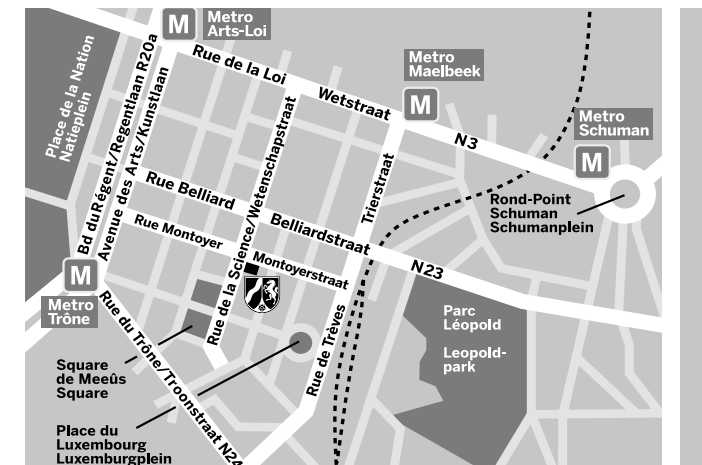 Metro
Arts-Loi
M
Rue de la Loi
Wetstraat
Metro
Maelbeek
M
N3
Metro
Schuman
M
Place de la Nation
Natieplein
Bd duRégent/Regentlaan R20a
Avenue des Arts/Kunstlaan
Rue de la Science/Wetenschapstraat
Trierstraat
Rue Belliard
Belliardstraat
N23
Rue Montoyer
Montoyerstraat
Rond-Point
Schuman
Schumanplein
M
Metro
Trône
Rue du Trône/Troonstraat N24
Rue de Trèves
Parc
Léopold
Leopold-
park
Square
de Meeûs
Square
Place du
Luxembourg
Luxemburgplein